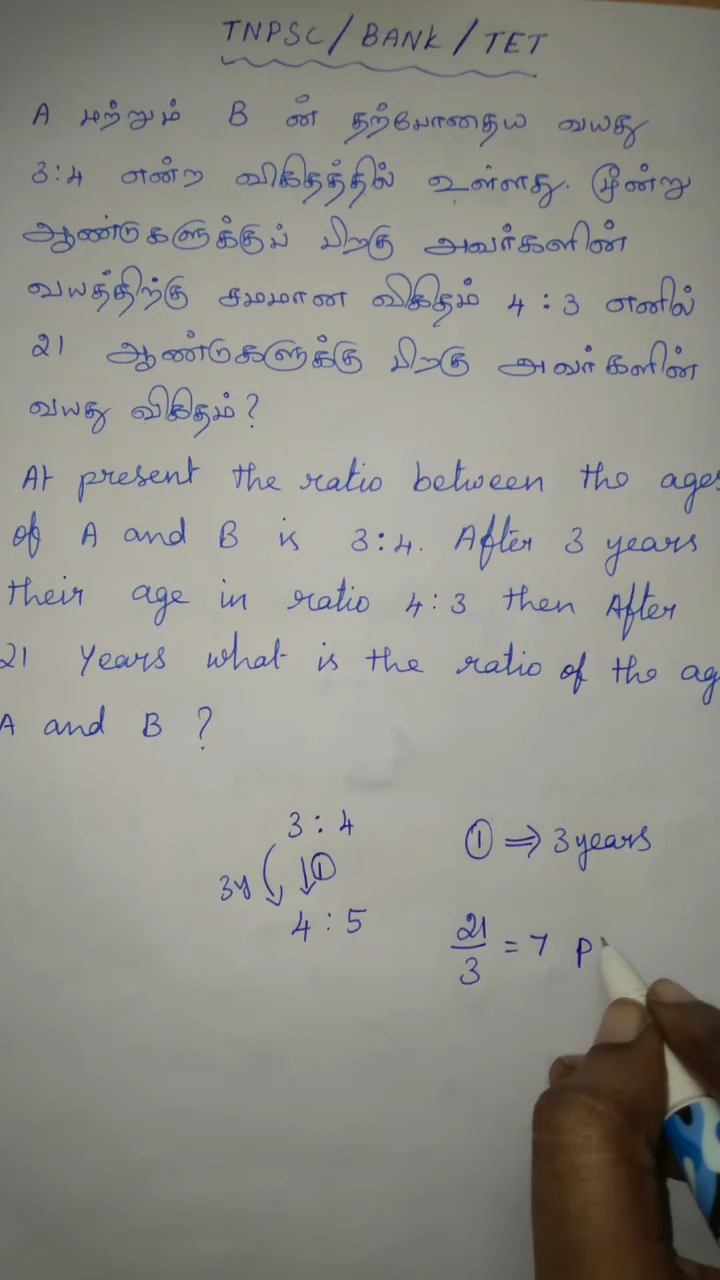 TNPSC/BANK/TET
A மற்றும் B ன் தற்போதைய வயது
3:4 என்ற விகிதத்தில் உள்ளது. மூன்று
ஆண்டுகளுக்குப் பிறகு அவர்களின்
வயத்திற்கு சமமான விகிதம் 4 : 3 எனில்
21 ஆண்டுகளுக்கு பிறகு அவர்களின்
வயது விகிதம்?
At present the ratio between the ages
of A and B is 3:4. After 3 years
their age in ratio 4:3 then After
21 Years what is the ratio of the ag
A and B ?
3 : 4 ① ⇒ 3 years
3y ①
4 : 5 21/3 = 7 p